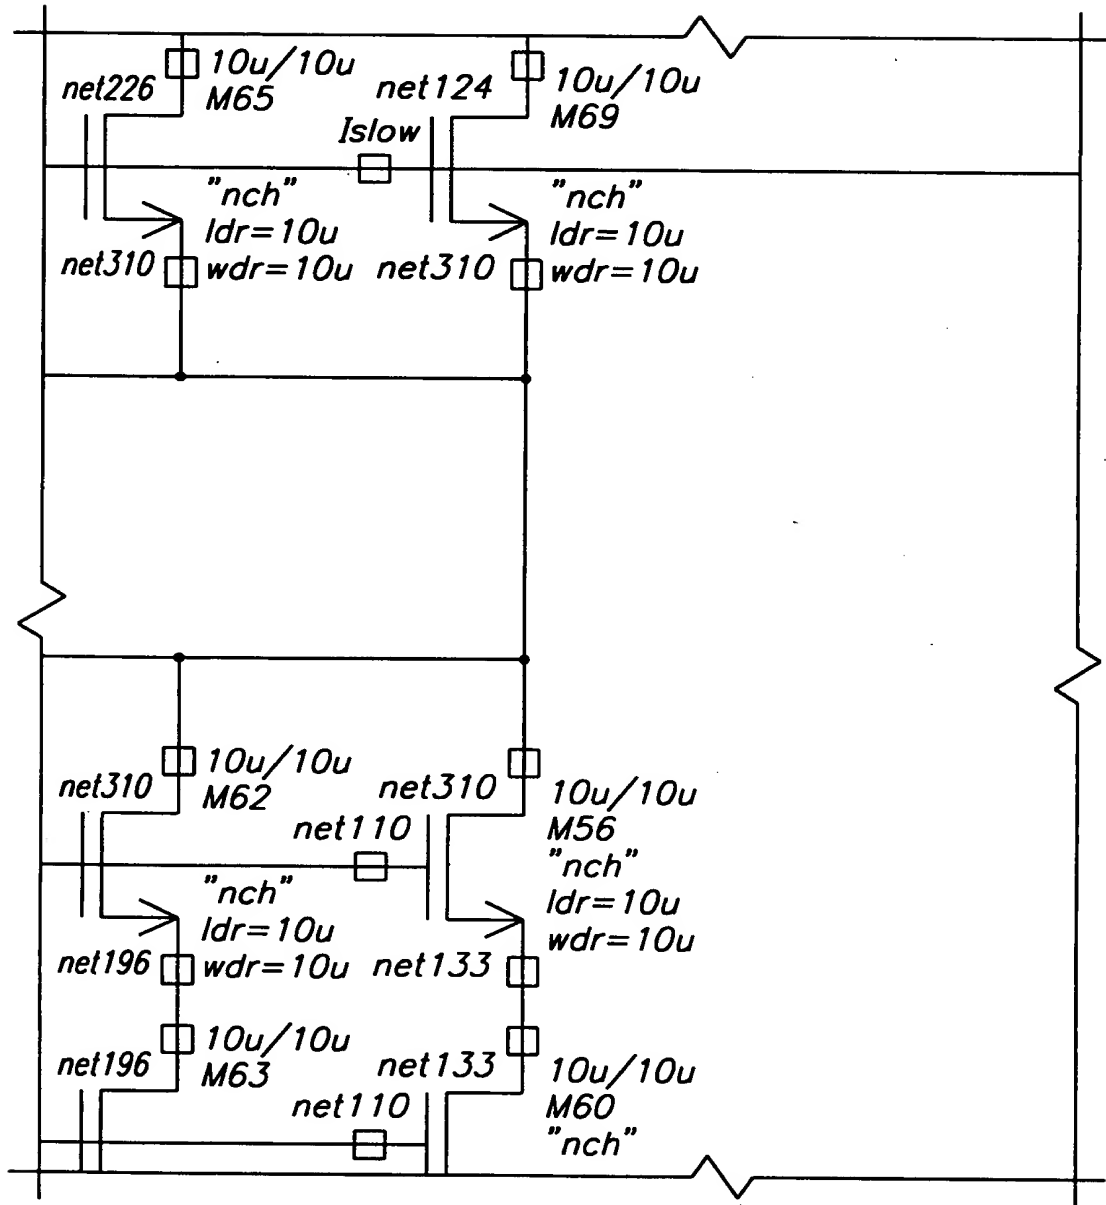 10u/10u
net226
M65
net124
10u/10u
M69
Islow
"nch"
ldr=10u
net310
wdr=10u
"nch"
ldr=10u
net310
wdr=10u
10u/10u
net310
M62
net310
10u/10u
M56
net110
"nch"
ldr=10u
net196
wdr=10u
"nch"
ldr=10u
wdr=10u
net133
10u/10u
net196
M63
net133
10u/10u
M60
net110
"nch"